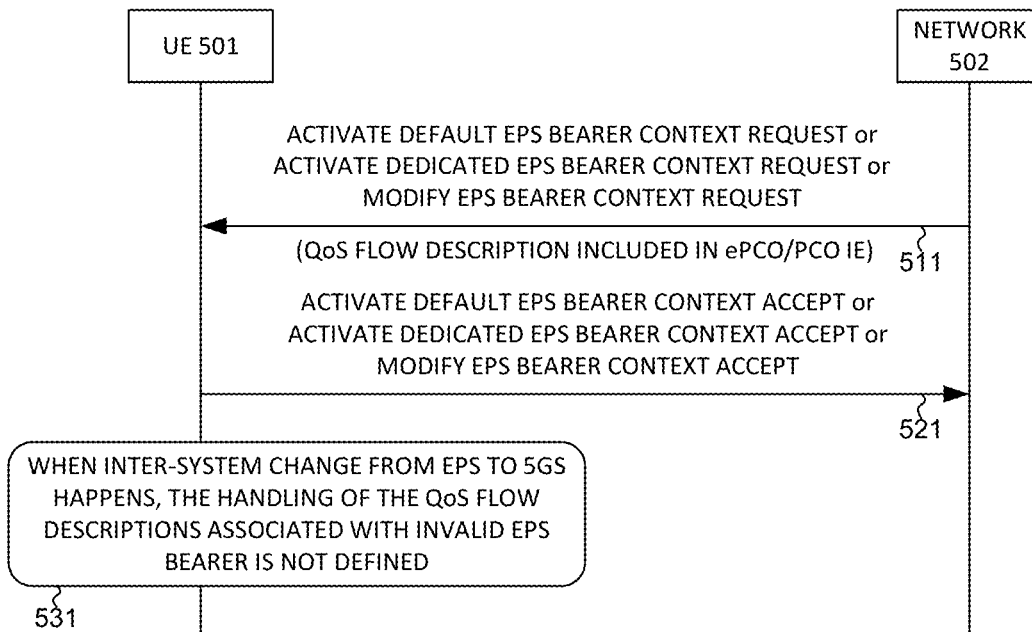 UE 501
NETWORK
502
ACTIVATE DEFAULT EPS BEARER CONTEXT REQUEST or
ACTIVATE DEDICATED EPS BEARER CONTEXT REQUEST or
MODIFY EPS BEARER CONTEXT REQUEST
(QoS FLOW DESCRIPTION INCLUDED IN ePCO/PCO IE)
511
ACTIVATE DEFAULT EPS BEARER CONTEXT ACCEPT or
ACTIVATE DEDICATED EPS BEARER CONTEXT ACCEPT or
MODIFY EPS BEARER CONTEXT ACCEPT
521
WHEN INTER-SYSTEM CHANGE FROM EPS TO 5GS
HAPPENS, THE HANDLING OF THE QoS FLOW
DESCRIPTIONS ASSOCIATED WITH INVALID EPS
BEARER IS NOT DEFINED
531